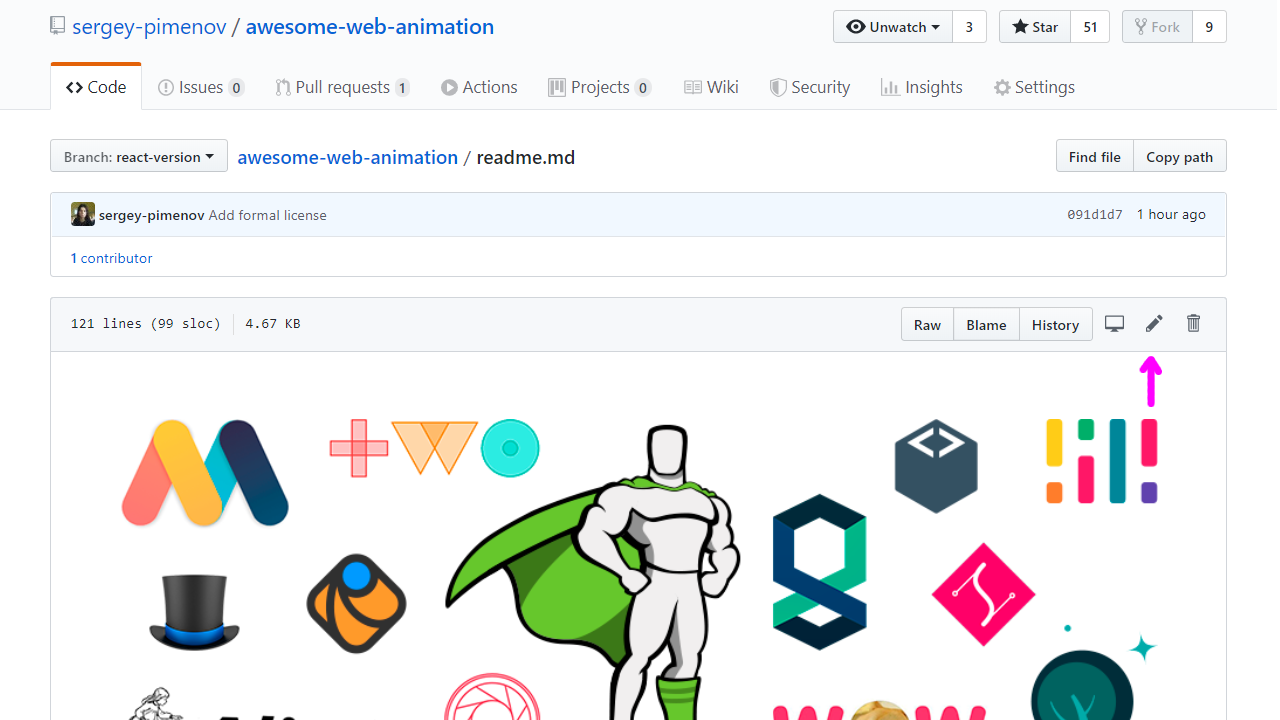 sergey-pimenov / awesome-web-animation
Unwatch 3 Star 51 Fork 9
Code Issues 0 Pull requests 1 Actions Projects 0 Wiki Security Insights Settings
Branch: react-version awesome-web-animation / readme.md Find file Copy path
sergey-pimenov Add formal license 091d1d7 1 hour ago
1 contributor
121 lines (99 sloc) 4.67 KB Raw Blame History
TWO
WOW